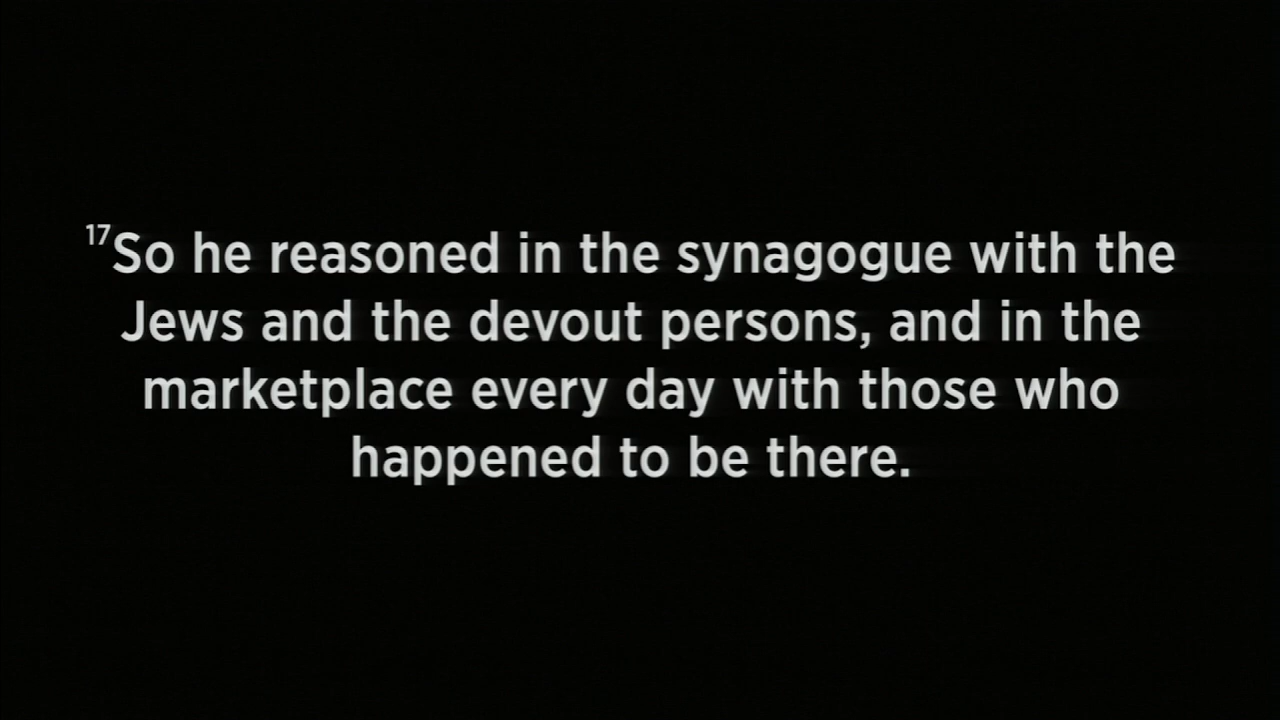 17So he reasoned in the synagogue with the
Jews and the devout persons, and in the
marketplace every day with those who
happened to be there.